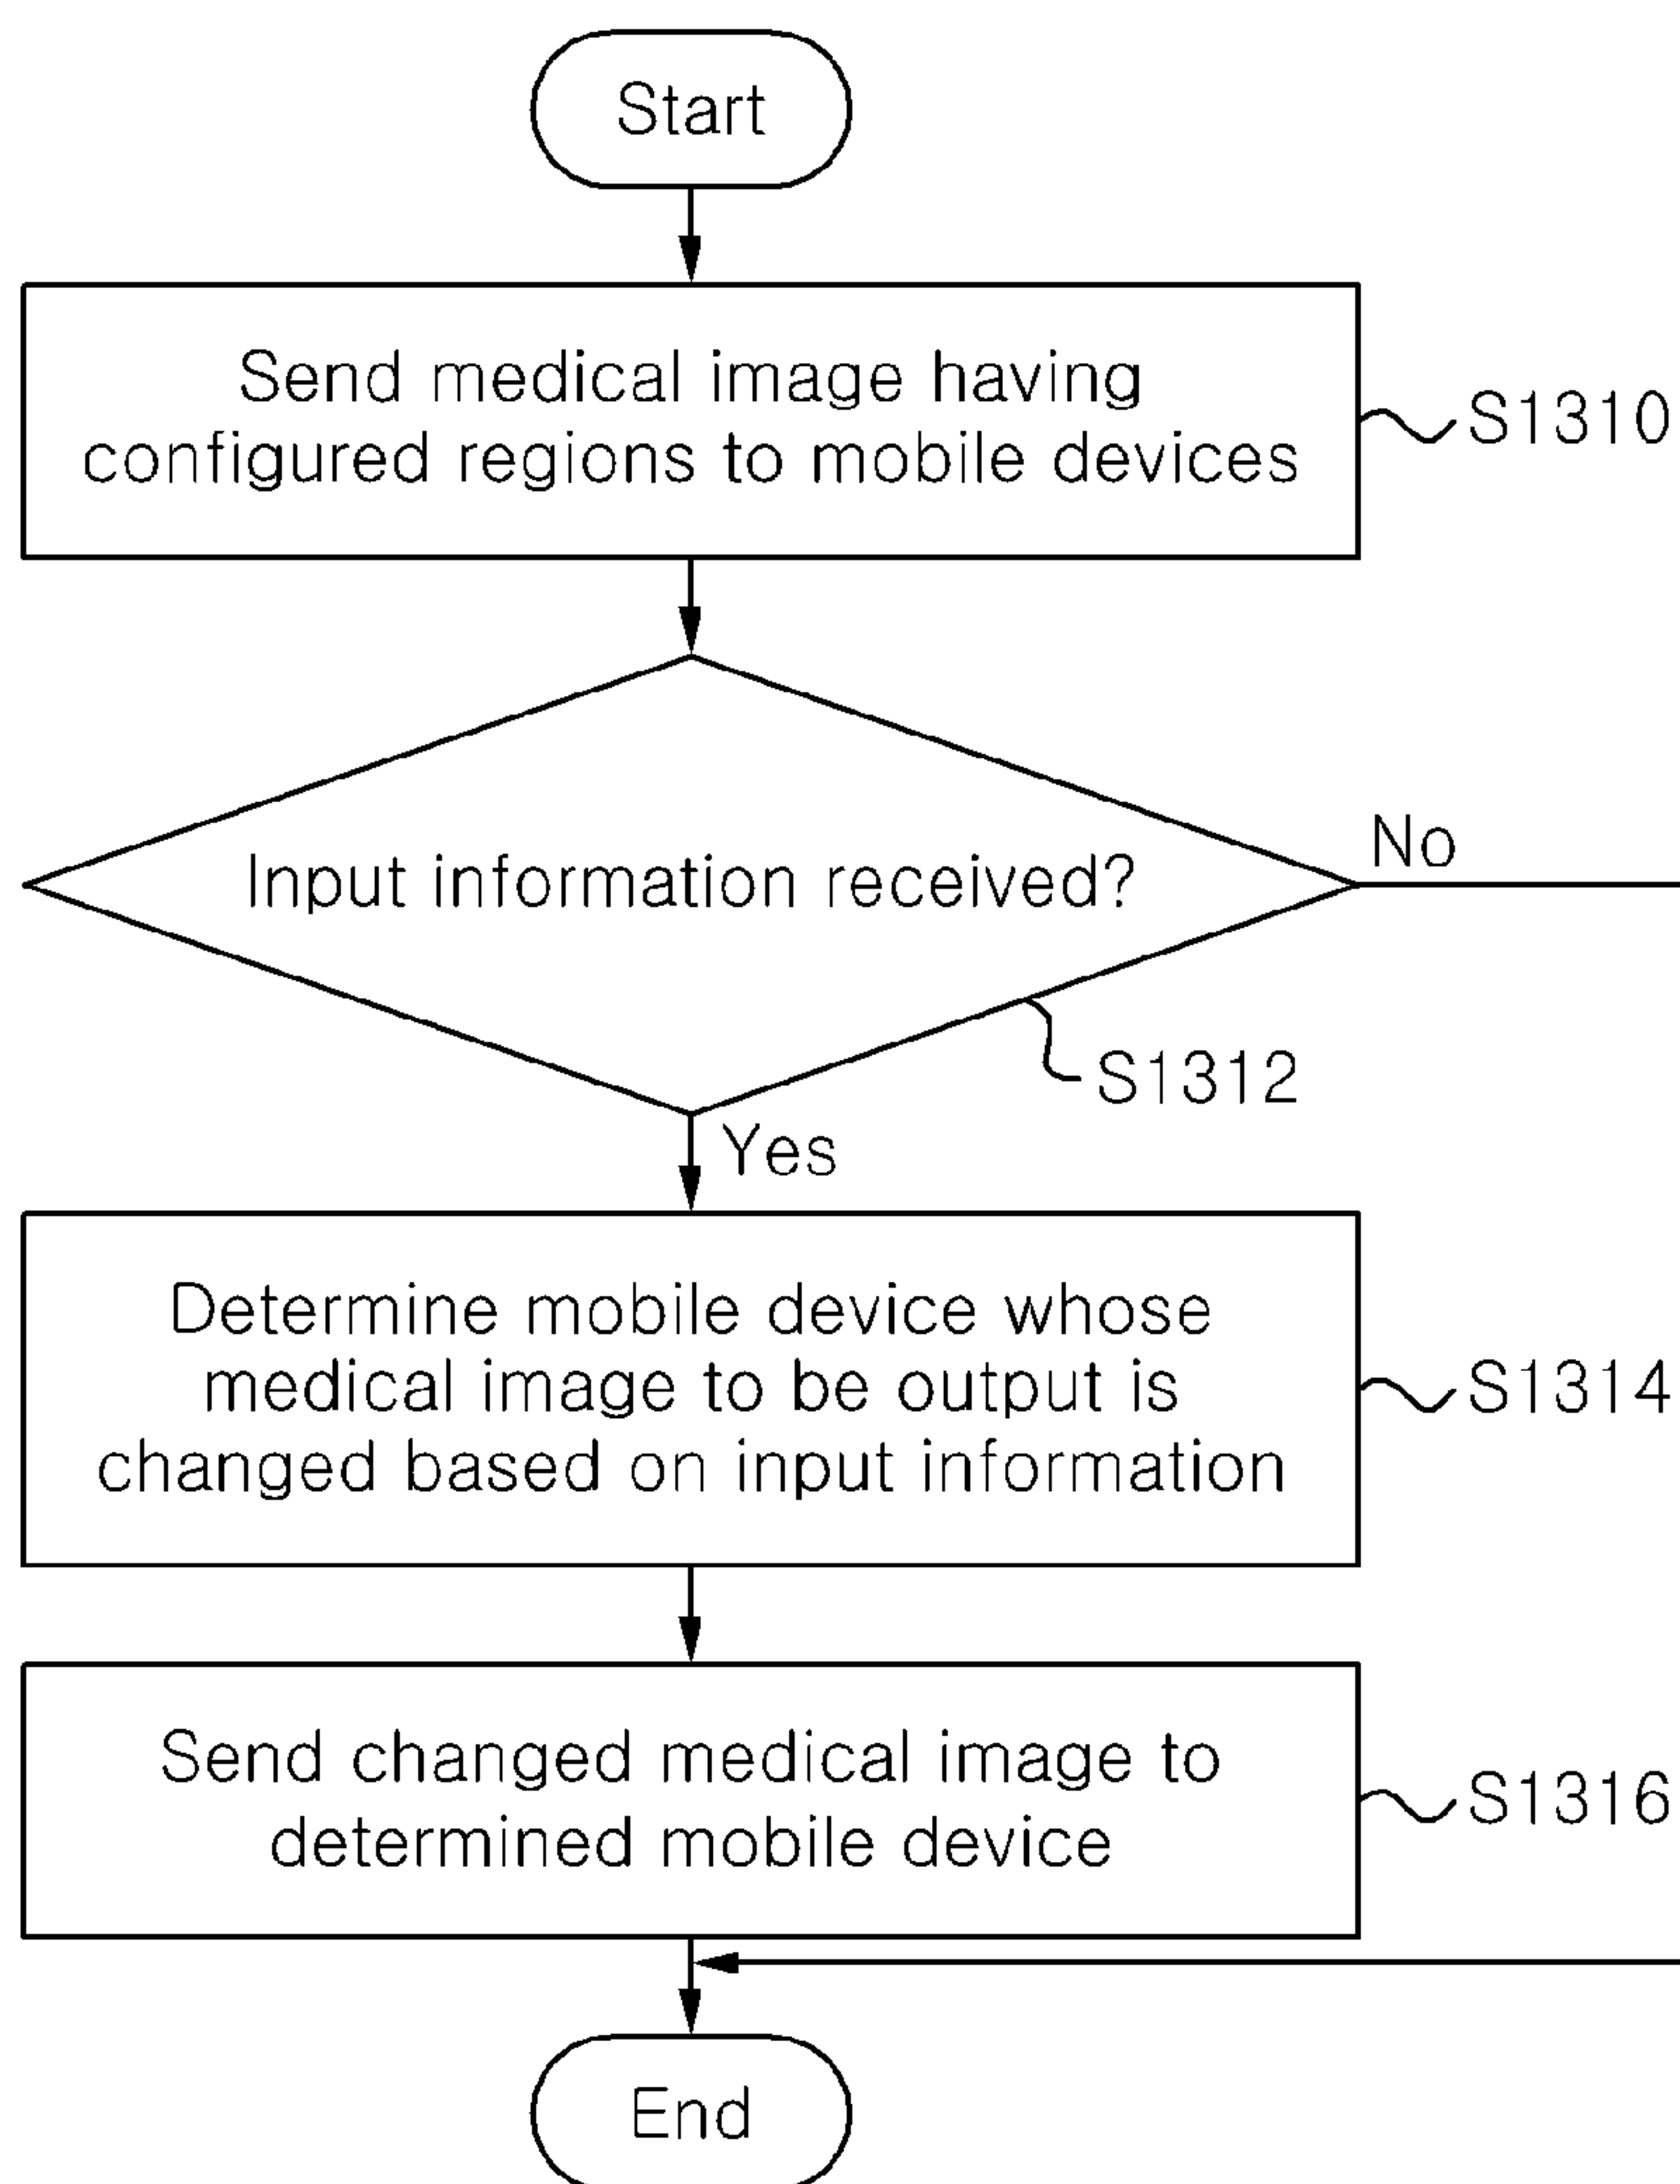 Start
Send medical image having
configured regions to mobile devices
S1310
Input information received?
No
S1312
Yes
Determine mobile device whose
medical image to be output is
changed based on input information
S1314
Send changed medical image to
determined mobile device
S1316
End